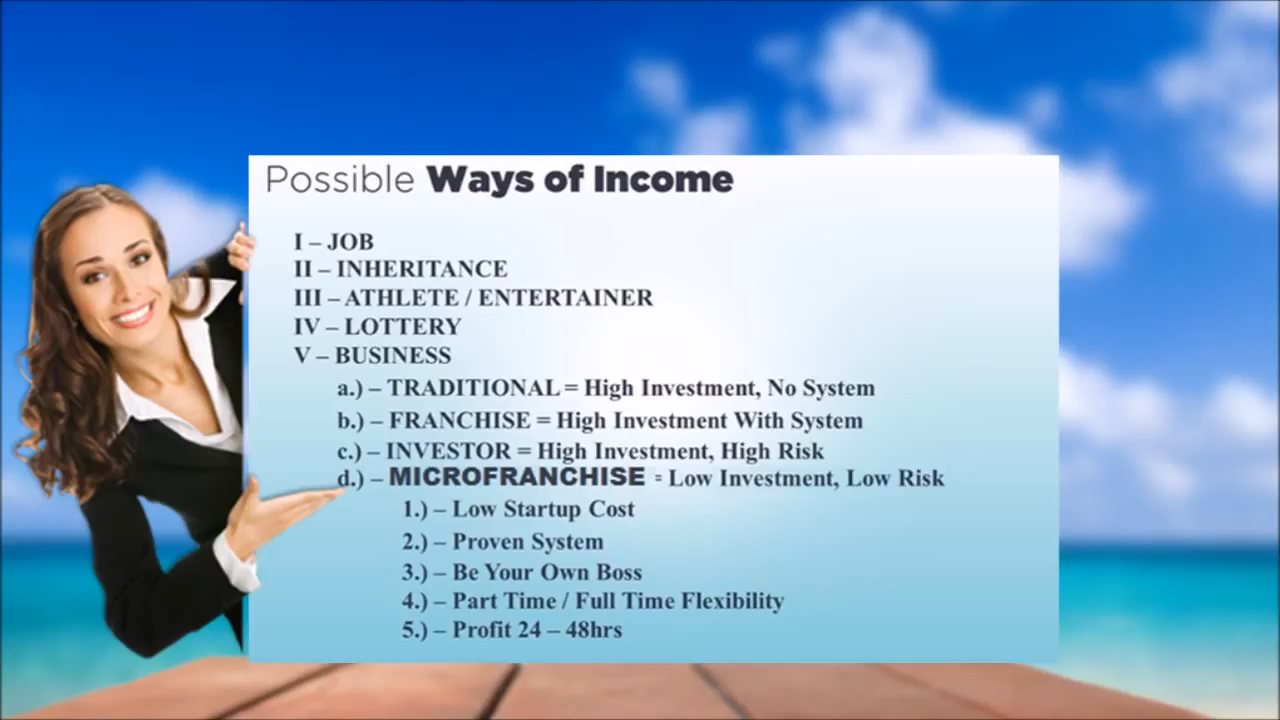 Possible Ways of Income
I – JOB
II – INHERITANCE
III – ATHLETE / ENTERTAINER
IV – LOTTERY
V – BUSINESS
a.) – TRADITIONAL = High Investment, No System
b.) – FRANCHISE = High Investment With System
c.) – INVESTOR = High Investment, High Risk
d.) – MICROFRANCHISE = Low Investment, Low Risk
1.) – Low Startup Cost
2.) – Proven System
3.) – Be Your Own Boss
4.) – Part Time / Full Time Flexibility
5.) – Profit 24 – 48hrs